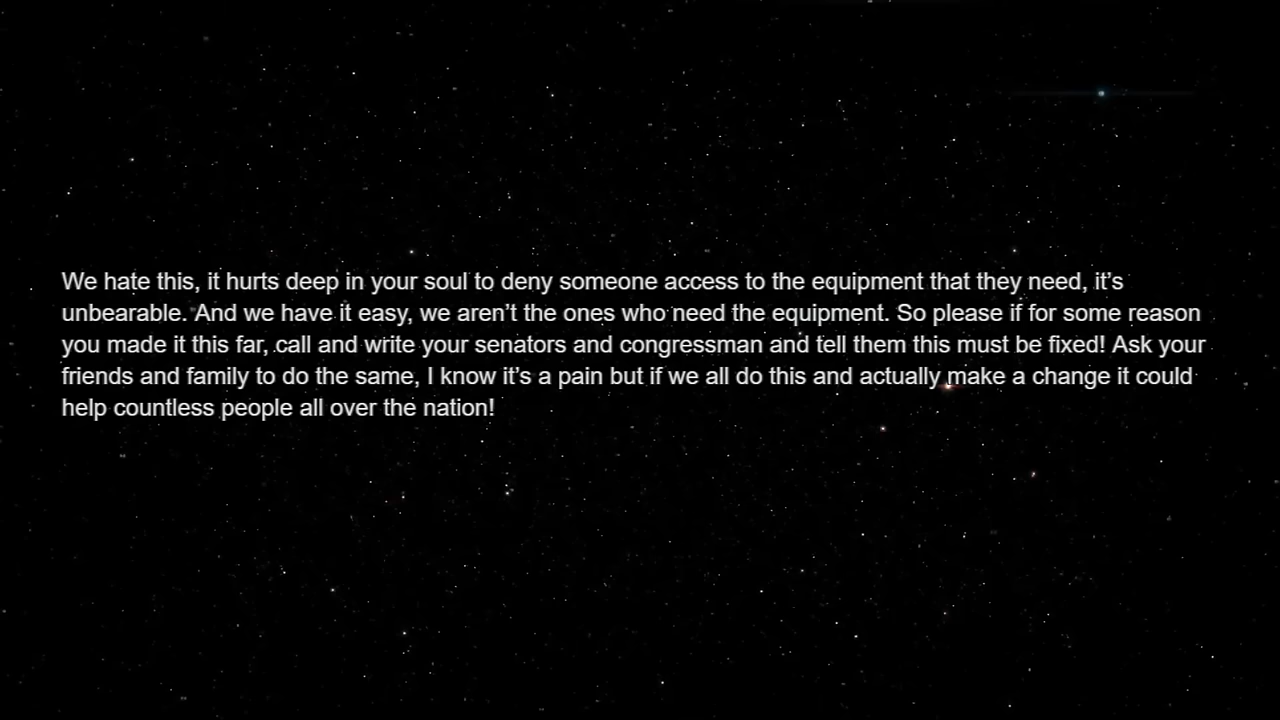 We hate this, it hurts deep in your soul to deny someone access to the equipment that they need, it’s
unbearable. And we have it easy, we aren’t the ones who need the equipment. So please if for some reason
you made it this far, call and write your senators and congressman and tell them this must be fixed! Ask your
friends and family to do the same, I know it’s a pain but if we all do this and actually make a change it could
help countless people all over the nation!